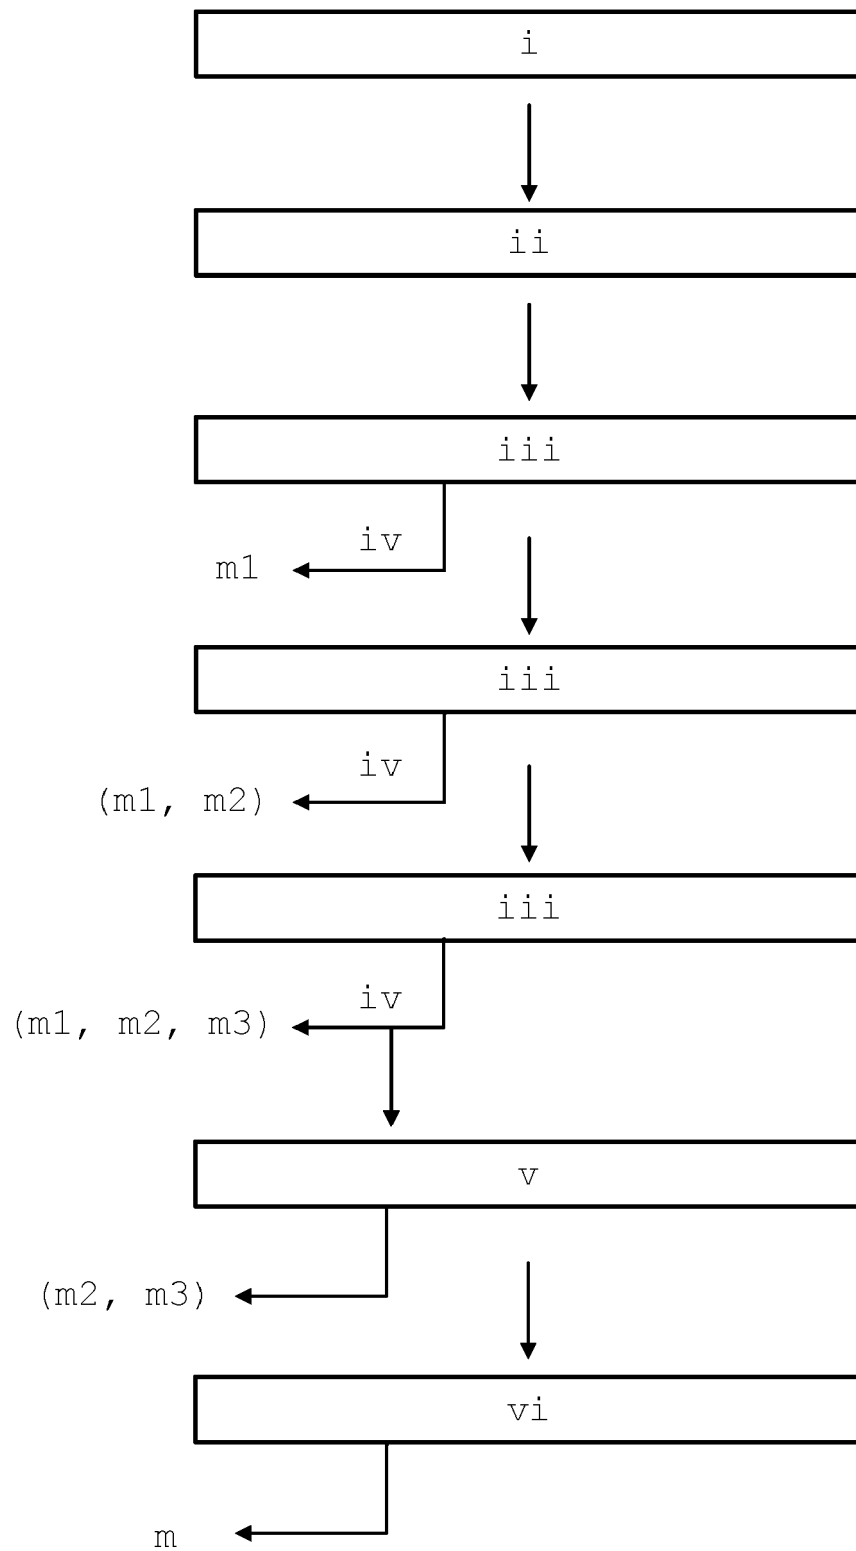 i
ii
iii
iv
m1
iii
iv
(m1, m2)
iii
iv
(m1, m2, m3)
v
(m2, m3)
vi
m